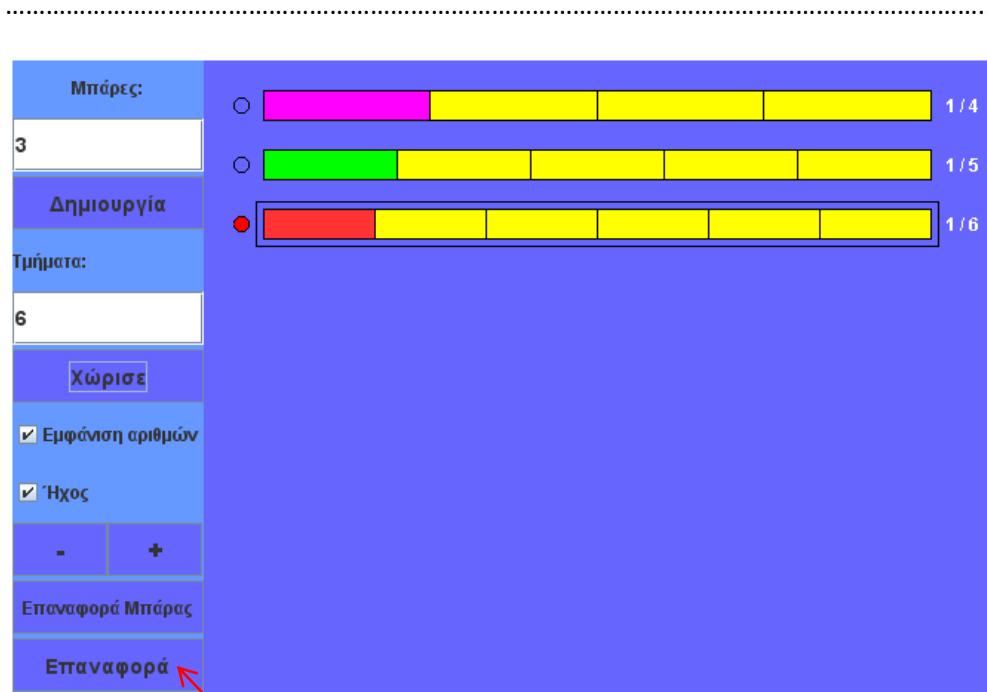 Μπάρες:
3
Δημιουργία
Τμήματα:
6
Χώρισε
Εμφάνιση αριθμών
Ήχος
- +
Επαναφορά Μπάρας
Επαναφορά
1 / 4
1 / 5
1 / 6